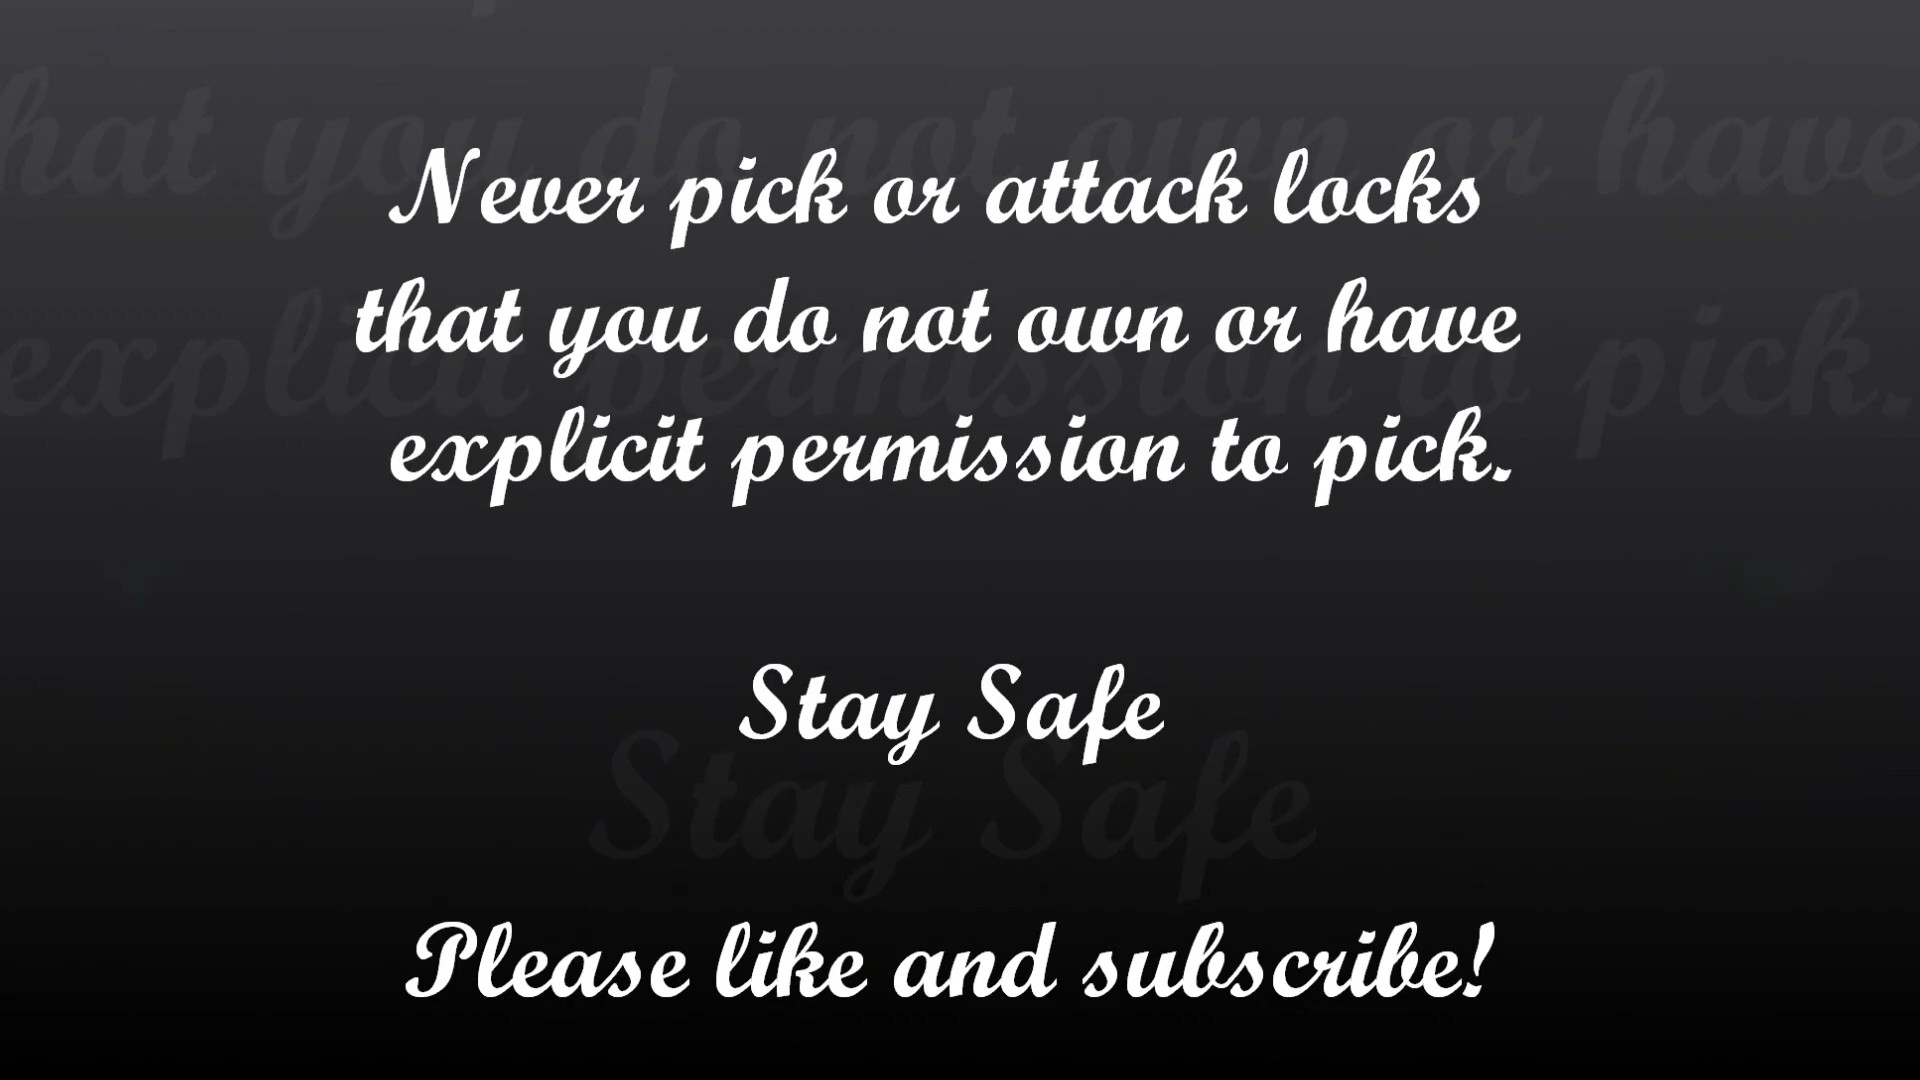 Never pick or attack locks
that you do not own or have
explicit permission to pick.
Stay Safe
Please like and subscribe!